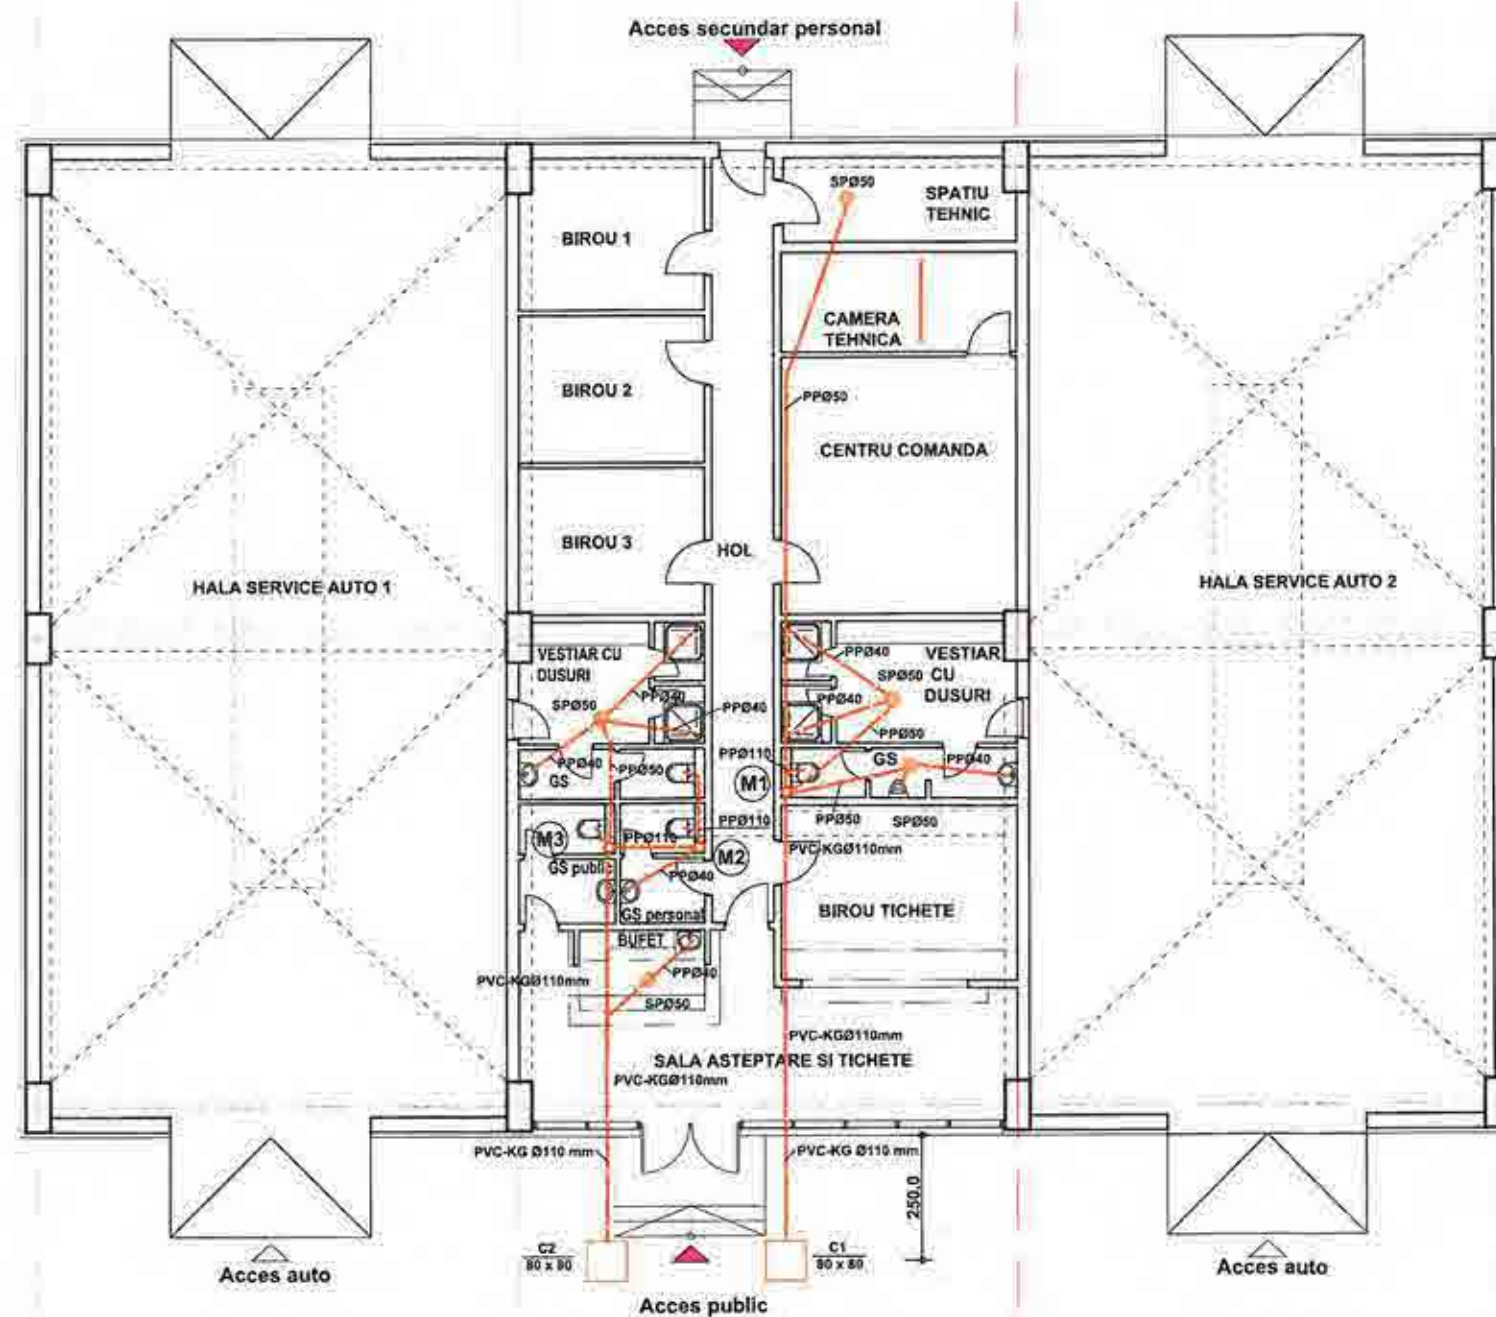 Acces secundar personal
SPØ50
SPATIU
TEHNIC
BIROU 1
CAMERA
TEHNICA
BIROU 2
PPØ50
CENTRU COMANDA
BIROU 3
HOL
HALA SERVICE AUTO 1
HALA SERVICE AUTO 2
VESTIAR CU
DUSURI
PPØ40
VESTIAR
CU
DUSURI
SPØ50
SPØ50
PPØ40
PPØ40
PPØ40
PPØ50
PPØ110
GS
PPØ40
PPØ40
GS
PPØ50
M1
PPØ50
SPØ50
M3
PPØ110
PPØ110
PVC-KGØ110mm
M2
GS public
PPØ40
GS personal
BIROU TICHETE
BUFET
PPØ40
PVC-KGØ110mm
SPØ50
PVC-KGØ110mm
SALA ASTEPTARE SI TICHETE
PVC-KGØ110mm
PVC-KG Ø110 mm
PVC-KG Ø110 mm
250.0
C2
80 x 80
C1
80 x 80
Acces auto
Acces auto
Acces public